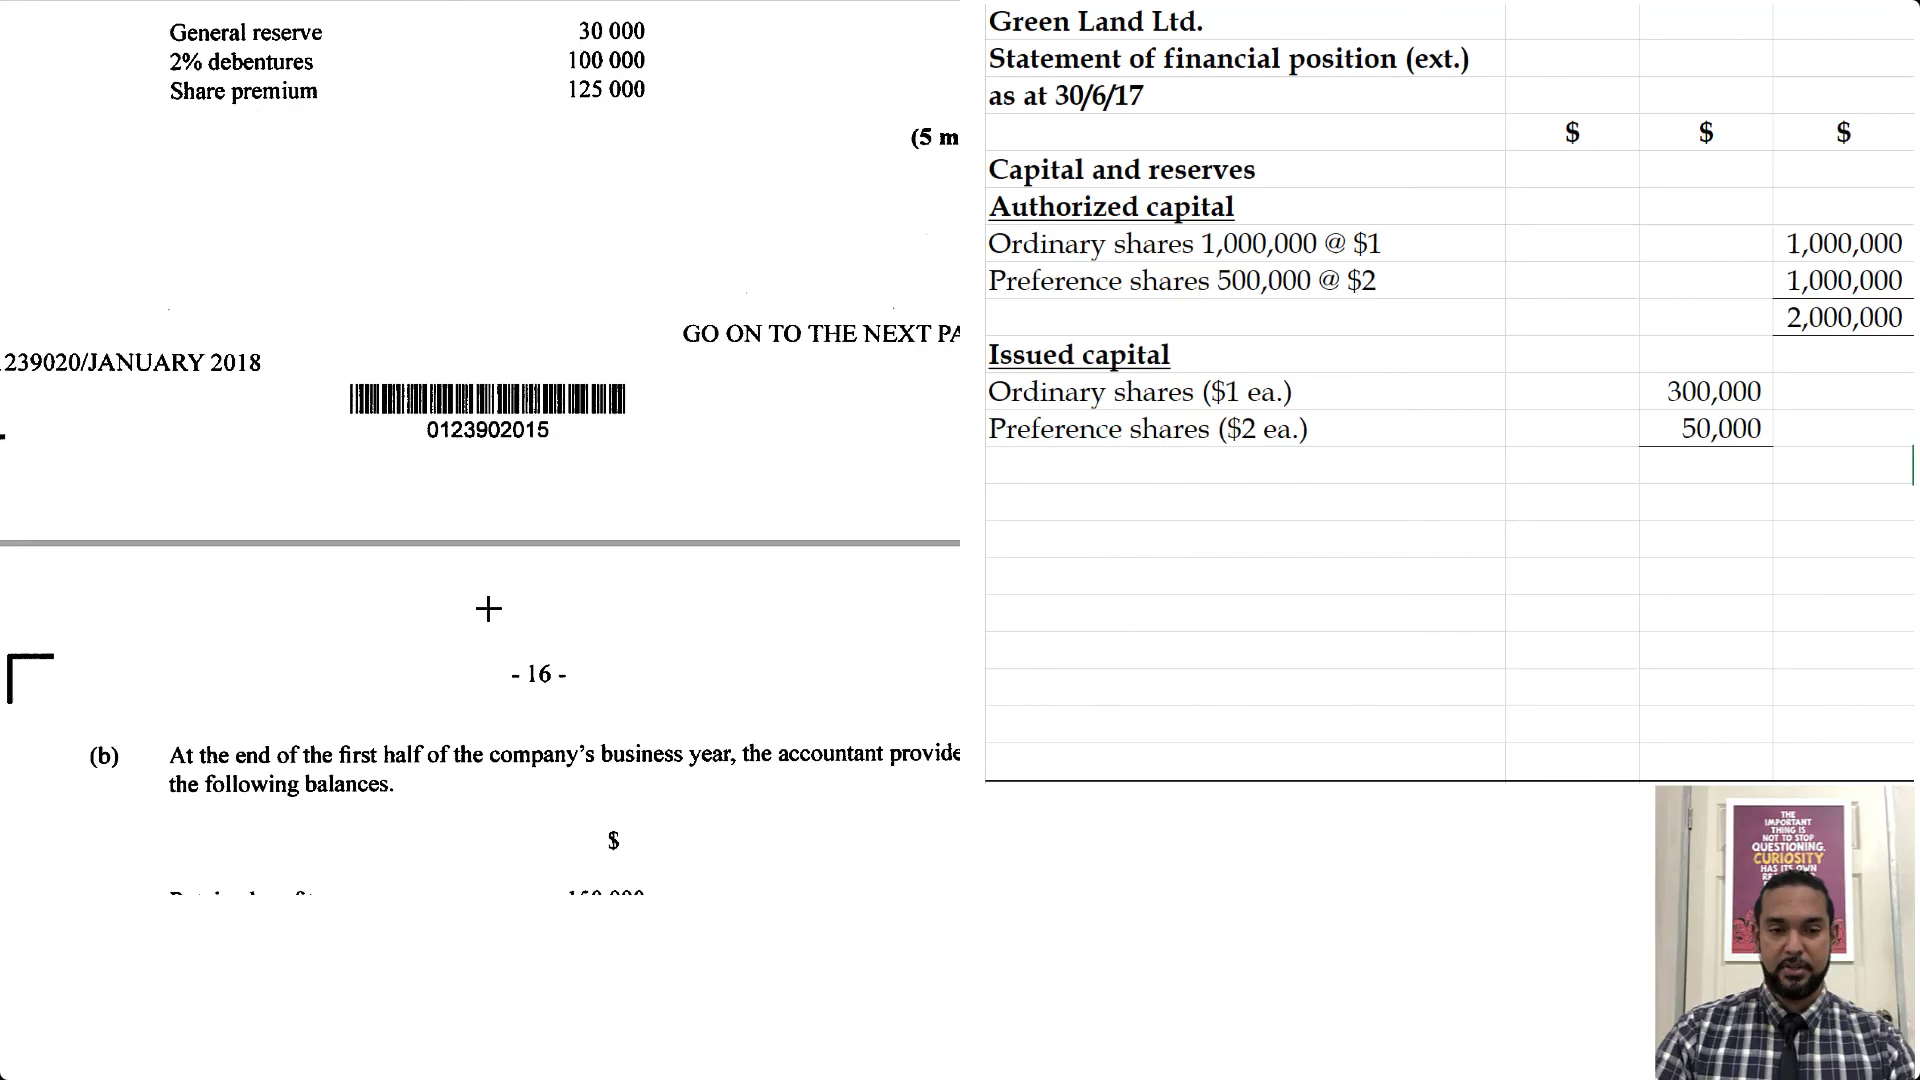 General reserve 30 000
2% debentures 100 000
Share premium 125 000
(5 m
GO ON TO THE NEXT PA
239020/JANUARY 2018
0123902015
- 16 -
(b) At the end of the first half of the company's business year, the accountant provide
the following balances.
$
Green Land Ltd.
Statement of financial position (ext.)
as at 30/6/17
$ $ $
Capital and reserves
Authorized capital
Ordinary shares 1,000,000 @ $1 1,000,000
Preference shares 500,000 @ $2 1,000,000
2,000,000
Issued capital
Ordinary shares ($1 ea.) 300,000
Preference shares ($2 ea.) 50,000
THE
IMPORTANT
THING IS
NOT TO STOP
QUESTIONING.
CURIOSITY
HAS ITS OWN